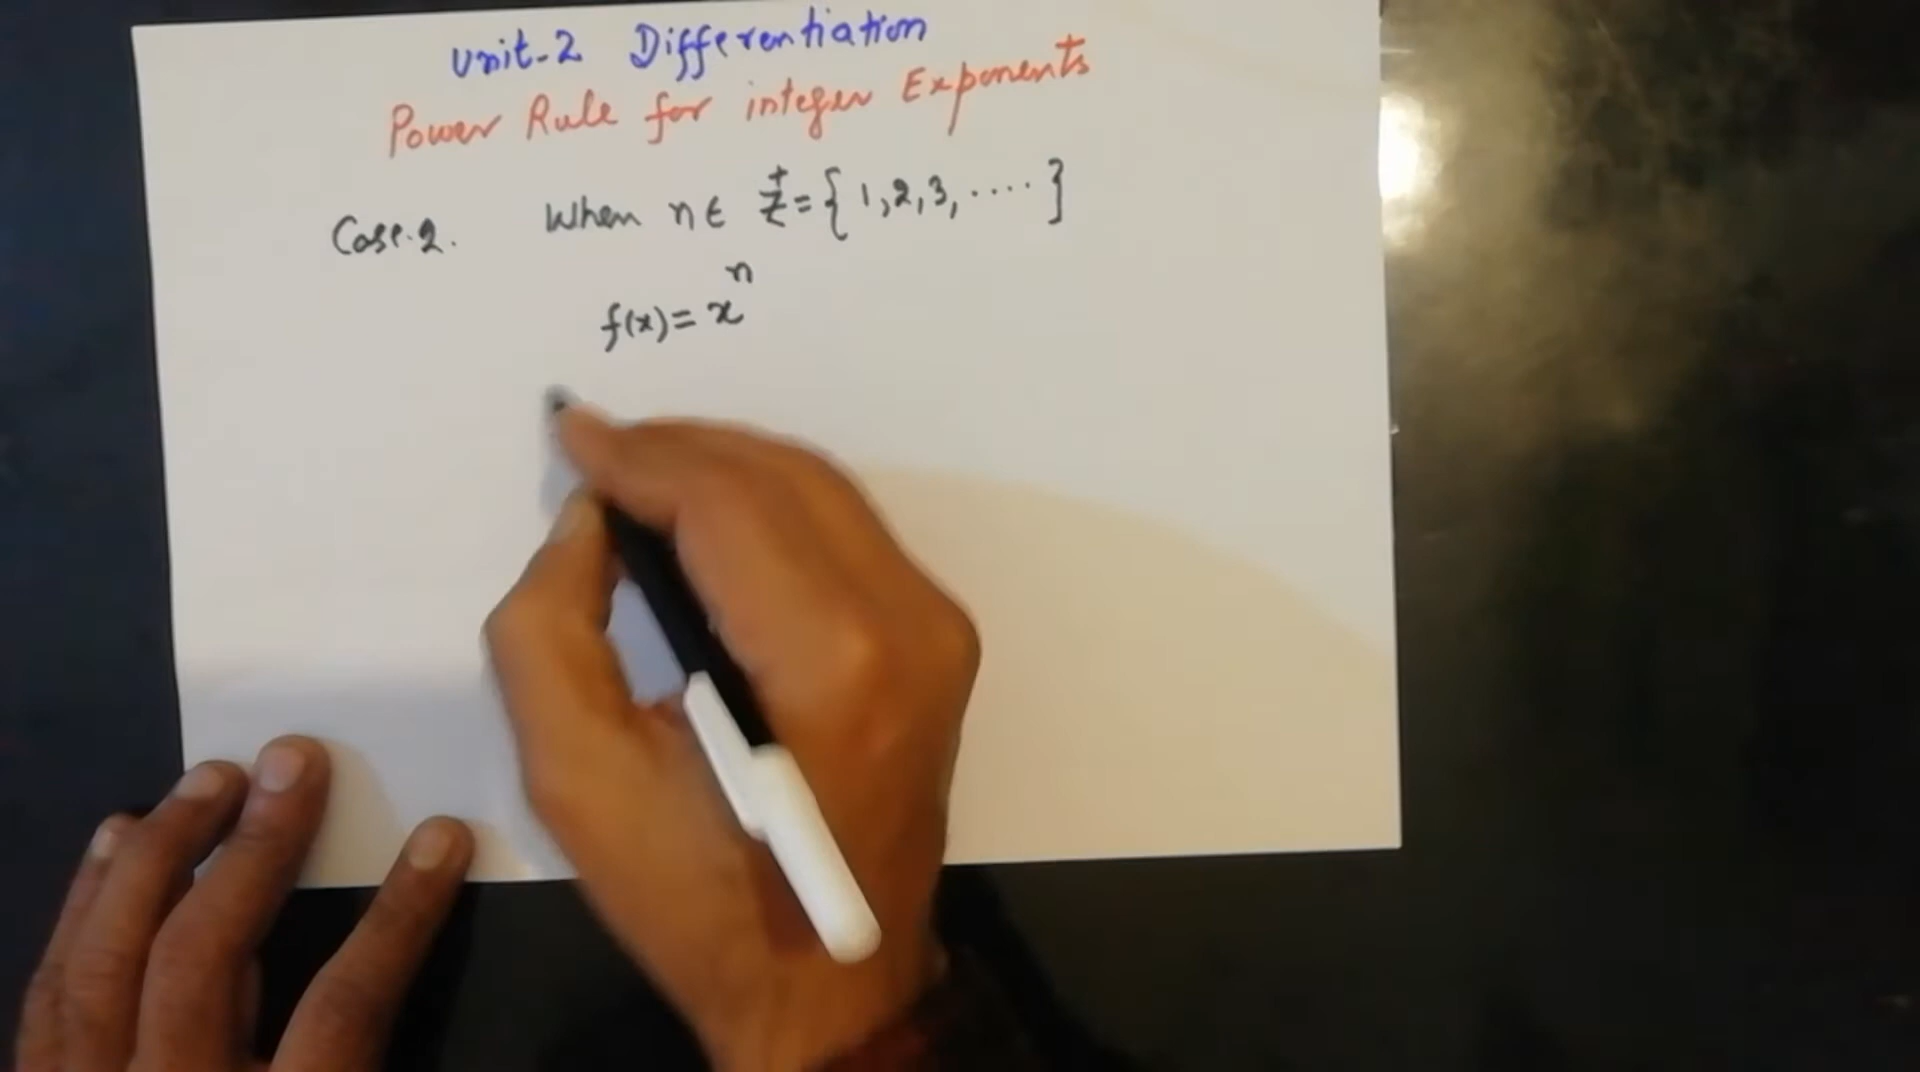 Unit-2 Differentiation
Power Rule for integer Exponents
Case.2. When n ∈ Z⁺ = { 1,2,3, .... }
f(x) = xⁿ